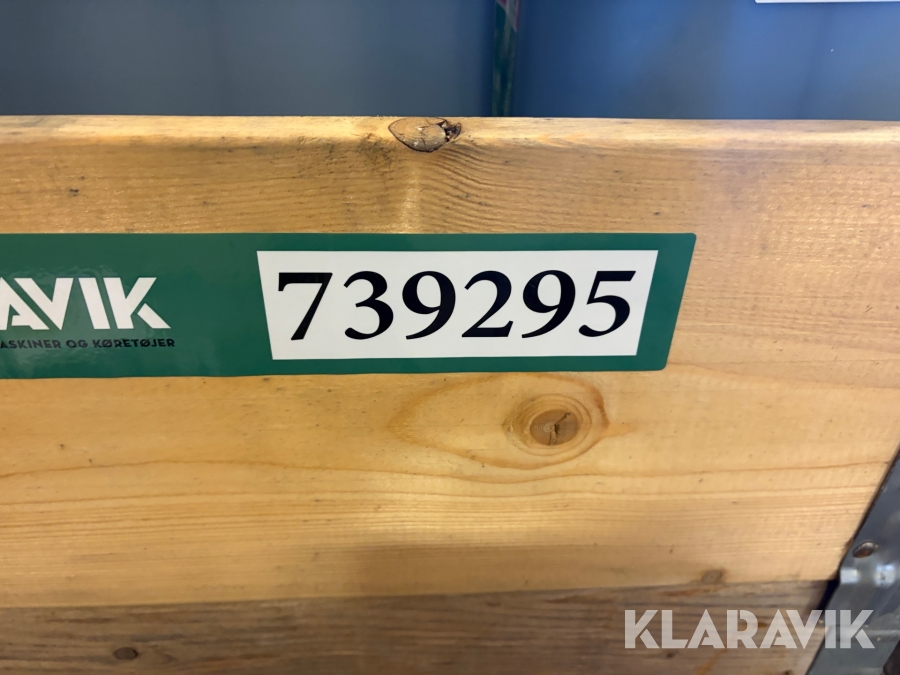 AVIK
ASKINER OG KØRETØJER
739295
KLARAVIK